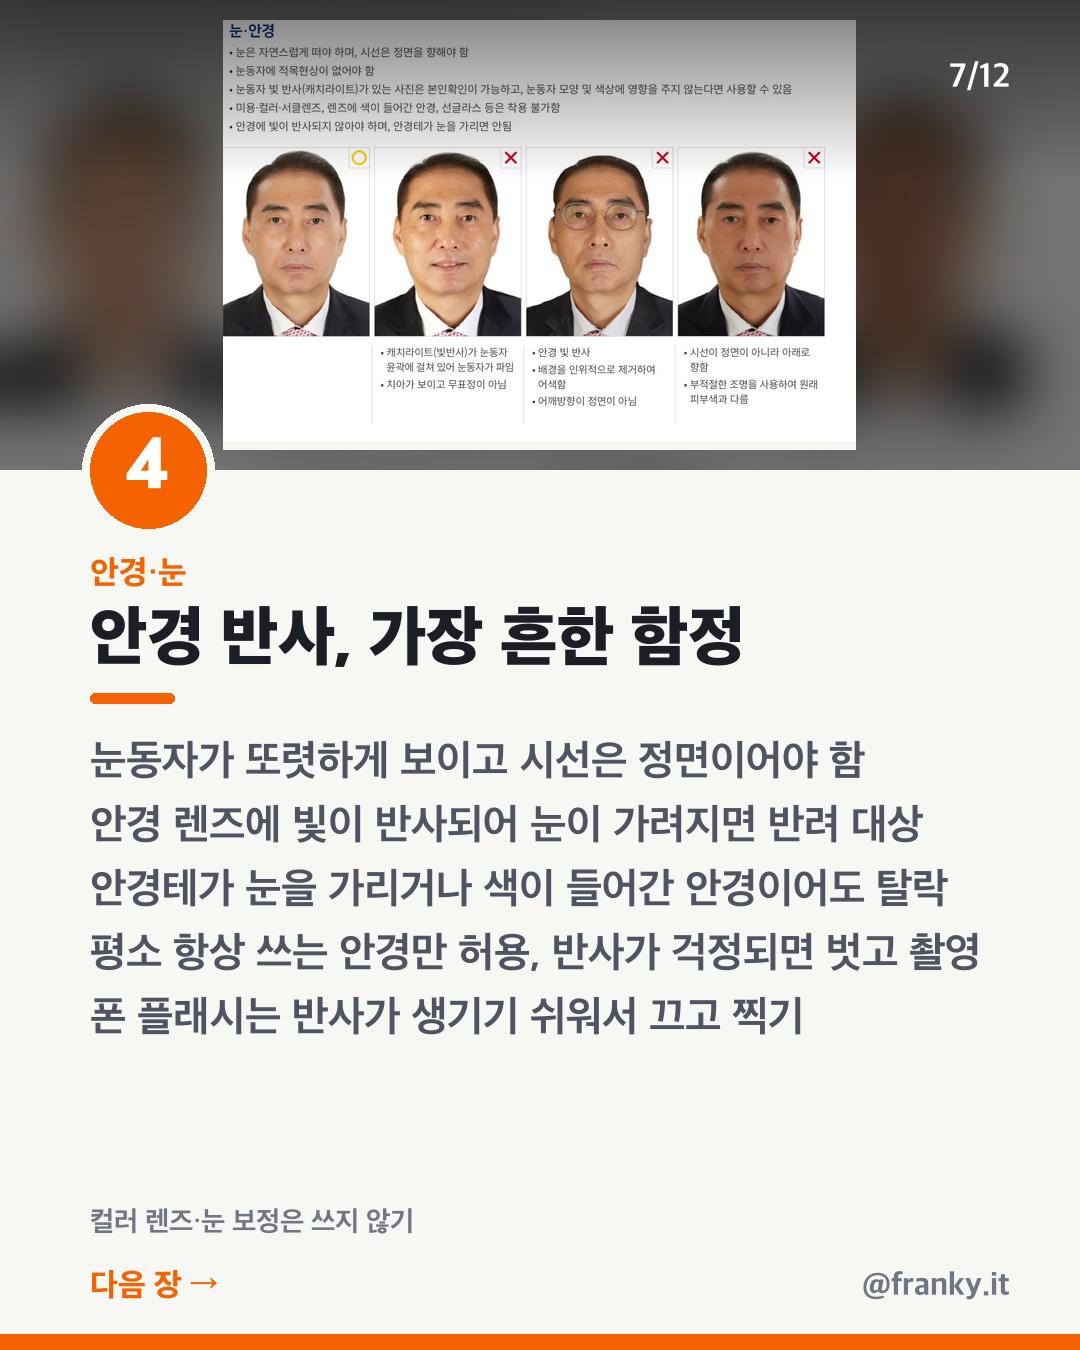 눈·안경
• 눈은 자연스럽게 떠야 하며, 시선은 정면을 향해야 함
• 눈동자에 적목현상이 없어야 함
• 눈동자 빛 반사(캐치라이트)가 있는 사진은 본인확인이 가능하고, 눈동자 모양 및 색상에 영향을 주지 않는다면 사용할 수 있음
• 미용·컬러·서클렌즈, 렌즈에 색이 들어간 안경, 선글라스 등은 착용 불가함
• 안경에 빛이 반사되지 않아야 하며, 안경테가 눈을 가리면 안됨
7/12
• 캐치라이트(빛반사)가 눈동자
윤곽에 걸쳐 있어 눈동자가 파임
• 치아가 보이고 무표정이 아님
• 안경 빛 반사
• 배경을 인위적으로 제거하여
어색함
• 어깨방향이 정면이 아님
• 시선이 정면이 아니라 아래로
향함
• 부적절한 조명을 사용하여 원래
피부색과 다름
4
안경·눈
안경 반사, 가장 흔한 함정
눈동자가 또렷하게 보이고 시선은 정면이어야 함
안경 렌즈에 빛이 반사되어 눈이 가려지면 반려 대상
안경테가 눈을 가리거나 색이 들어간 안경이어도 탈락
평소 항상 쓰는 안경만 허용, 반사가 걱정되면 벗고 촬영
폰 플래시는 반사가 생기기 쉬워서 끄고 찍기
컬러 렌즈·눈 보정은 쓰지 않기
다음 장 →
@franky.it